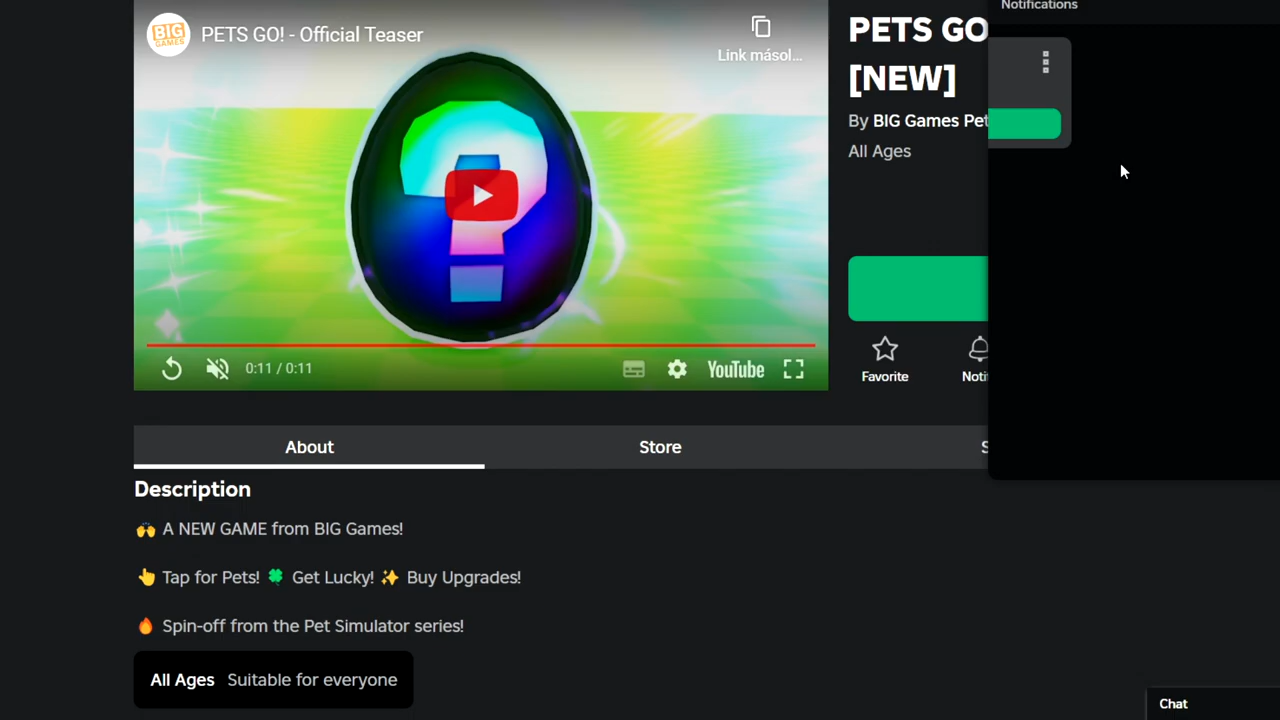 Notifications
BIG
GAMES
PETS GO! - Official Teaser
Link másol...
PETS GO
[NEW]
By BIG Games Pet
All Ages
0:11 / 0:11
YouTube
Favorite
Noti
About
Store
S
Description
🙌 A NEW GAME from BIG Games!
👆 Tap for Pets! 🍀 Get Lucky! ✨ Buy Upgrades!
🔥 Spin-off from the Pet Simulator series!
All Ages Suitable for everyone
Chat